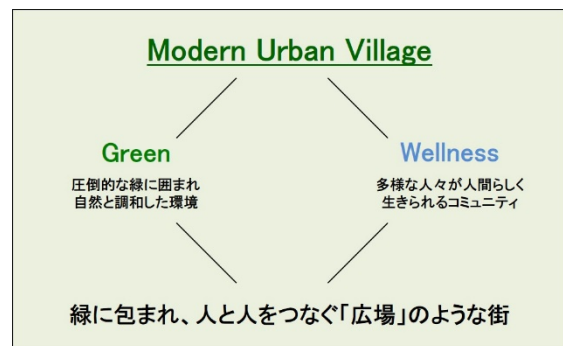 Modern Urban Village
Green
圧倒的な緑に囲まれ
自然と調和した環境
Wellness
多様な人々が人間らしく
生きられるコミュニティ
緑に包まれ、人と人をつなぐ「広場」のような街